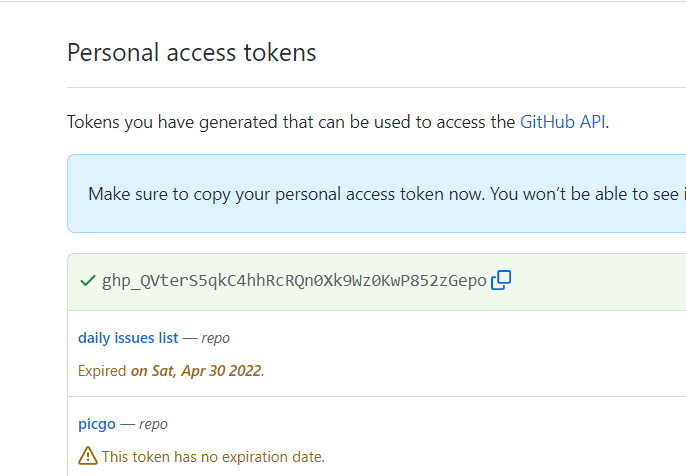 Personal access tokens
Tokens you have generated that can be used to access the GitHub API.
Make sure to copy your personal access token now. You won’t be able to see
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
daily issues list — repo
Expired on Sat, Apr 30 2022.
picgo — repo
This token has no expiration date.